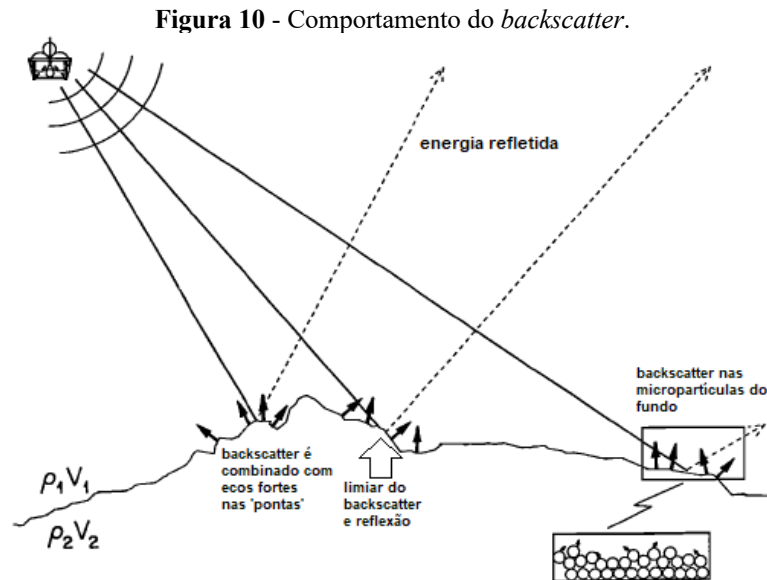 Figura 10 - Comportamento do backscatter.
energia refletida
backscatter nas
microparticulas do
fundo
backscatter é
combinado com
ecos fortes
nas 'pontas'
limiar do
backscatter
e reflexão
ρ₁V₁
ρ₂V₂